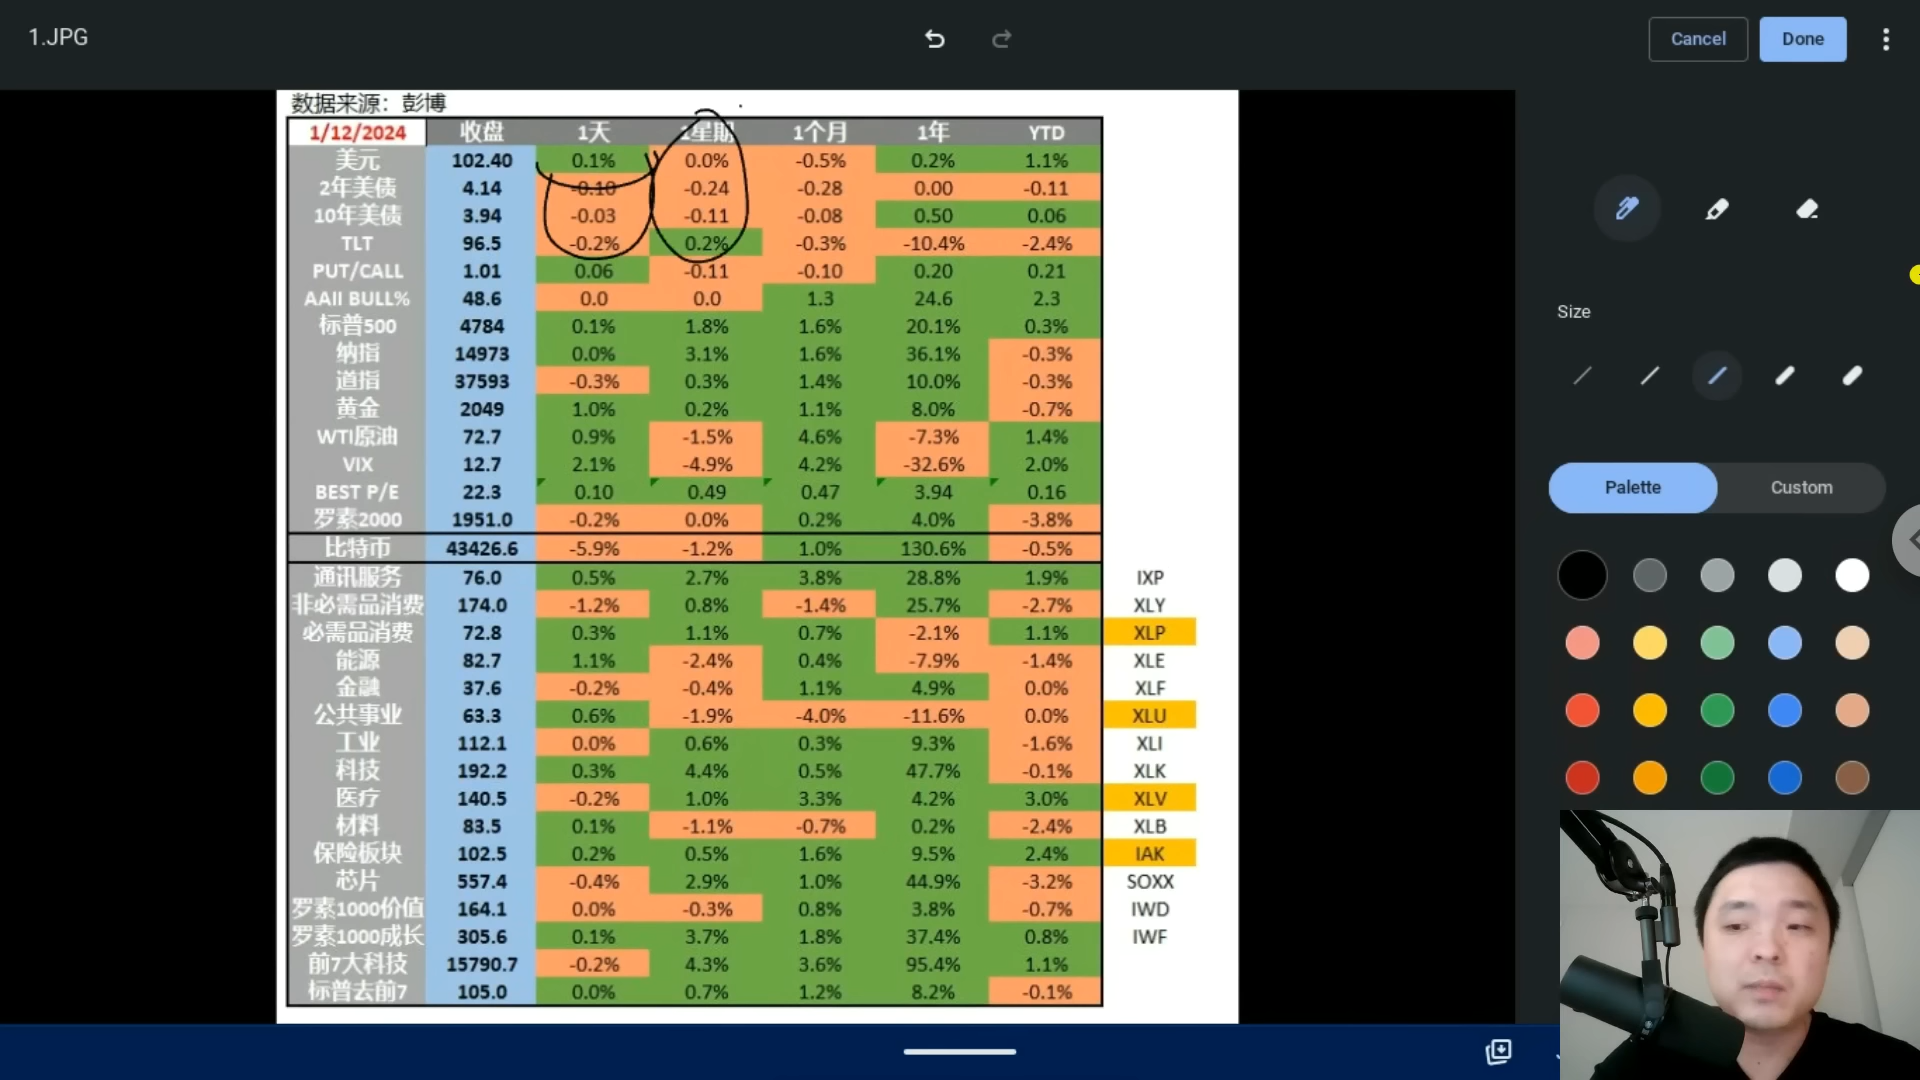 1.JPG
Cancel
Done
数据来源：彭博
1/12/2024 收盘 1天 1星期 1个月 1年 YTD
美元 102.40 0.1% 0.0% -0.5% 0.2% 1.1%
2年美债 4.14 -0.10 -0.24 -0.28 0.00 -0.11
10年美债 3.94 -0.03 -0.11 -0.08 0.50 0.06
TLT 96.5 -0.2% 0.2% -0.3% -10.4% -2.4%
PUT/CALL 1.01 0.06 -0.11 -0.10 0.20 0.21
AAII BULL% 48.6 0.0 0.0 1.3 24.6 2.3
标普500 4784 0.1% 1.8% 1.6% 20.1% 0.3%
纳指 14973 0.0% 3.1% 1.6% 36.1% -0.3%
道指 37593 -0.3% 0.3% 1.4% 10.0% -0.3%
黄金 2049 1.0% 0.2% 1.1% 8.0% -0.7%
WTI原油 72.7 0.9% -1.5% 4.6% -7.3% 1.4%
VIX 12.7 2.1% -4.9% 4.2% -32.6% 2.0%
BEST P/E 22.3 0.10 0.49 0.47 3.94 0.16
罗素2000 1951.0 -0.2% 0.0% 0.2% 4.0% -3.8%
比特币 43426.6 -5.9% -1.2% 1.0% 130.6% -0.5%
通讯服务 76.0 0.5% 2.7% 3.8% 28.8% 1.9% IXP
非必需品消费 174.0 -1.2% 0.8% -1.4% 25.7% -2.7% XLY
必需品消费 72.8 0.3% 1.1% 0.7% -2.1% 1.1% XLP
能源 82.7 1.1% -2.4% 0.4% -7.9% -1.4% XLE
金融 37.6 -0.2% -0.4% 1.1% 4.9% 0.0% XLF
公共事业 63.3 0.6% -1.9% -4.0% -11.6% 0.0% XLU
工业 112.1 0.0% 0.6% 0.3% 9.3% -1.6% XLI
科技 192.2 0.3% 4.4% 0.5% 47.7% -0.1% XLK
医疗 140.5 -0.2% 1.0% 3.3% 4.2% 3.0% XLV
材料 83.5 0.1% -1.1% -0.7% 0.2% -2.4% XLB
保险板块 102.5 0.2% 0.5% 1.6% 9.5% 2.4% IAK
芯片 557.4 -0.4% 2.9% 1.0% 44.9% -3.2% SOXX
罗素1000价值 164.1 0.0% -0.3% 0.8% 3.8% -0.7% IWD
罗素1000成长 305.6 0.1% 3.7% 1.8% 37.4% 0.8% IWF
前7大科技 15790.7 -0.2% 4.3% 3.6% 95.4% 1.1%
标普去前7 105.0 0.0% 0.7% 1.2% 8.2% -0.1%
Size
Palette
Custom